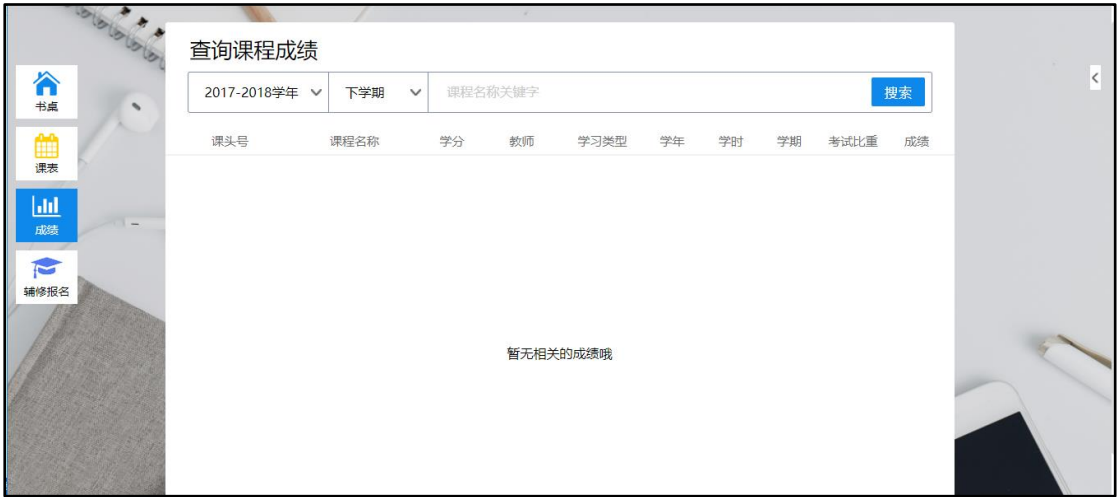 查询课程成绩
书桌
课表
成绩
辅修报名
2017-2018学年 下学期 课程名称关键字 搜索
课头号 课程名称 学分 教师 学习类型 学年 学时 学期 考试比重 成绩
暂无相关的成绩哦